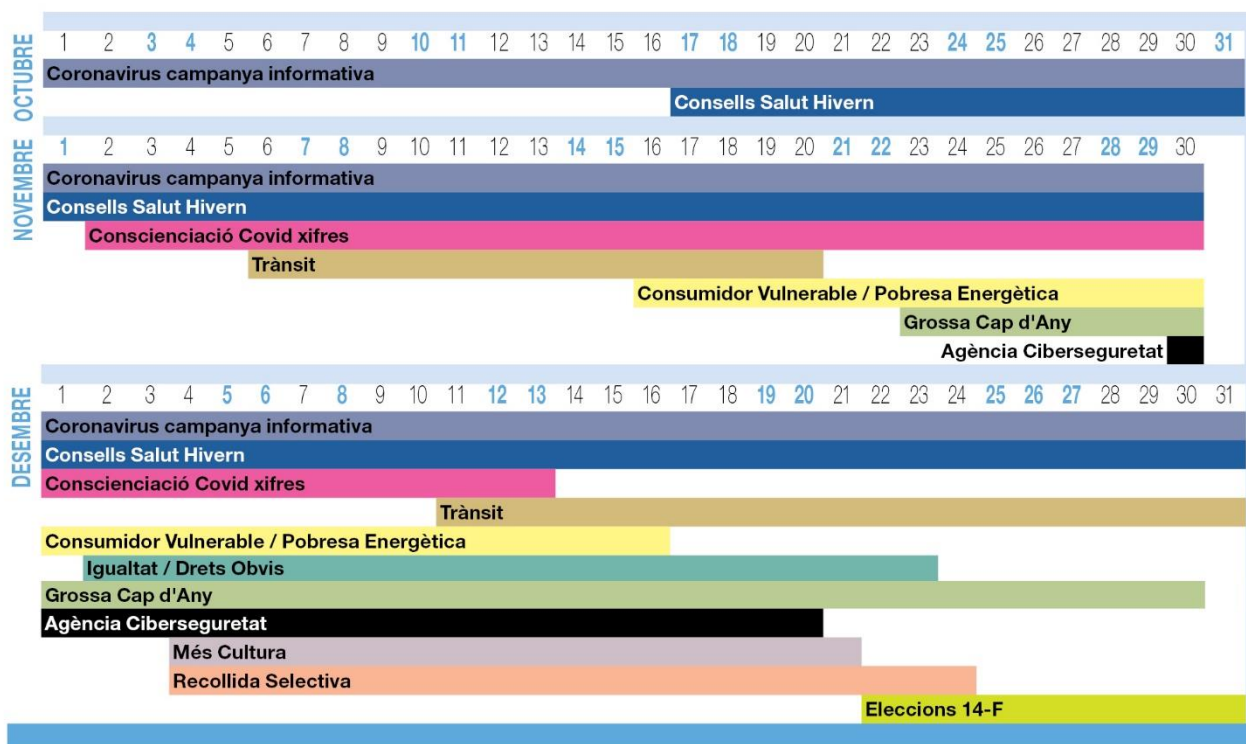 OCTUBRE
1 2 3 4 5 6 7 8 9 10 11 12 13 14 15 16 17 18 19 20 21 22 23 24 25 26 27 28 29 30 31
Coronavirus campanya informativa
Consells Salut Hivern
NOVEMBRE
1 2 3 4 5 6 7 8 9 10 11 12 13 14 15 16 17 18 19 20 21 22 23 24 25 26 27 28 29 30
Coronavirus campanya informativa
Consells Salut Hivern
Conscienciació Covid xifres
Trànsit
Consumidor Vulnerable / Pobresa Energètica
Grossa Cap d'Any
Agència Ciberseguretat
DESEMBRE
1 2 3 4 5 6 7 8 9 10 11 12 13 14 15 16 17 18 19 20 21 22 23 24 25 26 27 28 29 30 31
Coronavirus campanya informativa
Consells Salut Hivern
Conscienciació Covid xifres
Trànsit
Consumidor Vulnerable / Pobresa Energètica
Igualtat / Drets Obvis
Grossa Cap d'Any
Agència Ciberseguretat
Més Cultura
Recollida Selectiva
Eleccions 14-F